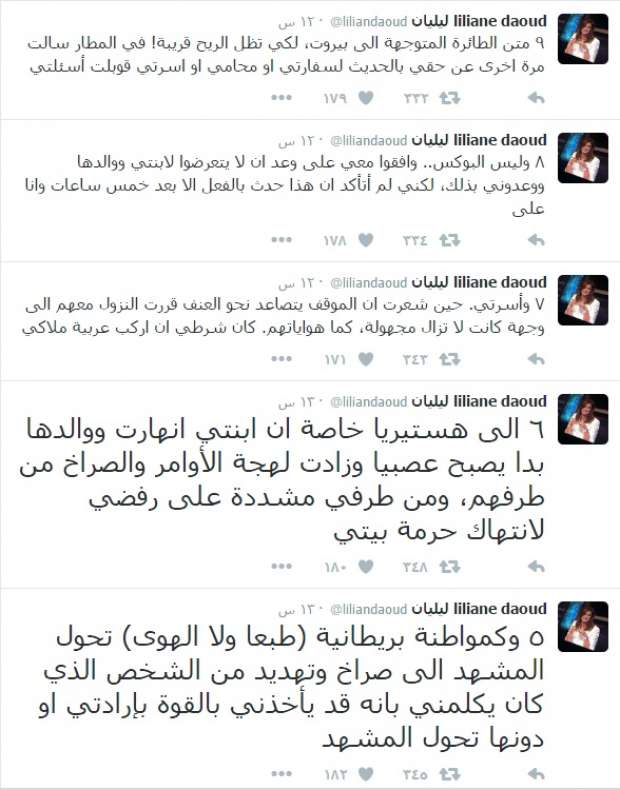 liliane daoud ليليان @liliandaoud · ١٢ س
٩ متن الطائرة المتوجهة الى بيروت، لكي تظل الريح قريبة! في المطار سالت
مرة اخرى عن حقي بالحديث لسفارتي او محامي او اسرتي قوبلت أسئلتي
٣٣٢ ١٧٩
liliane daoud ليليان @liliandaoud · ١٢ س
٨ وليس البوكس.. وافقوا معي على وعد ان لا يتعرضوا لابنتي ووالدها
ووعدوني بذلك، لكني لم أتأكد ان هذا حدث بالفعل الا بعد خمس ساعات وانا
على
٣٣٤ ١٧٨
liliane daoud ليليان @liliandaoud · ١٢ س
٧ وأسرتي. حين شعرت ان الموقف يتصاعد نحو العنف قررت النزول معهم الى
وجهة كانت لا تزال مجهولة، كما هواياتهم. كان شرطي ان اركب عربية ملاكي
٣٤٣ ١٧١
liliane daoud ليليان @liliandaoud · ١٣ س
٦ الى هستيريا خاصة ان ابنتي انهارت ووالدها
بدا يصبح عصبيا وزادت لهجة الأوامر والصراخ من
طرفهم، ومن طرفي مشددة على رفضي
لانتهاك حرمة بيتي
٣٤٨ ١٨٠
liliane daoud ليليان @liliandaoud · ١٣ س
٥ وكمواطنة بريطانية (طبعا ولا الهوى) تحول
المشهد الى صراخ وتهديد من الشخص الذي
كان يكلمني بانه قد يأخذني بالقوة بإرادتي او
دونها تحول المشهد
٣٤٥ ١٨٢